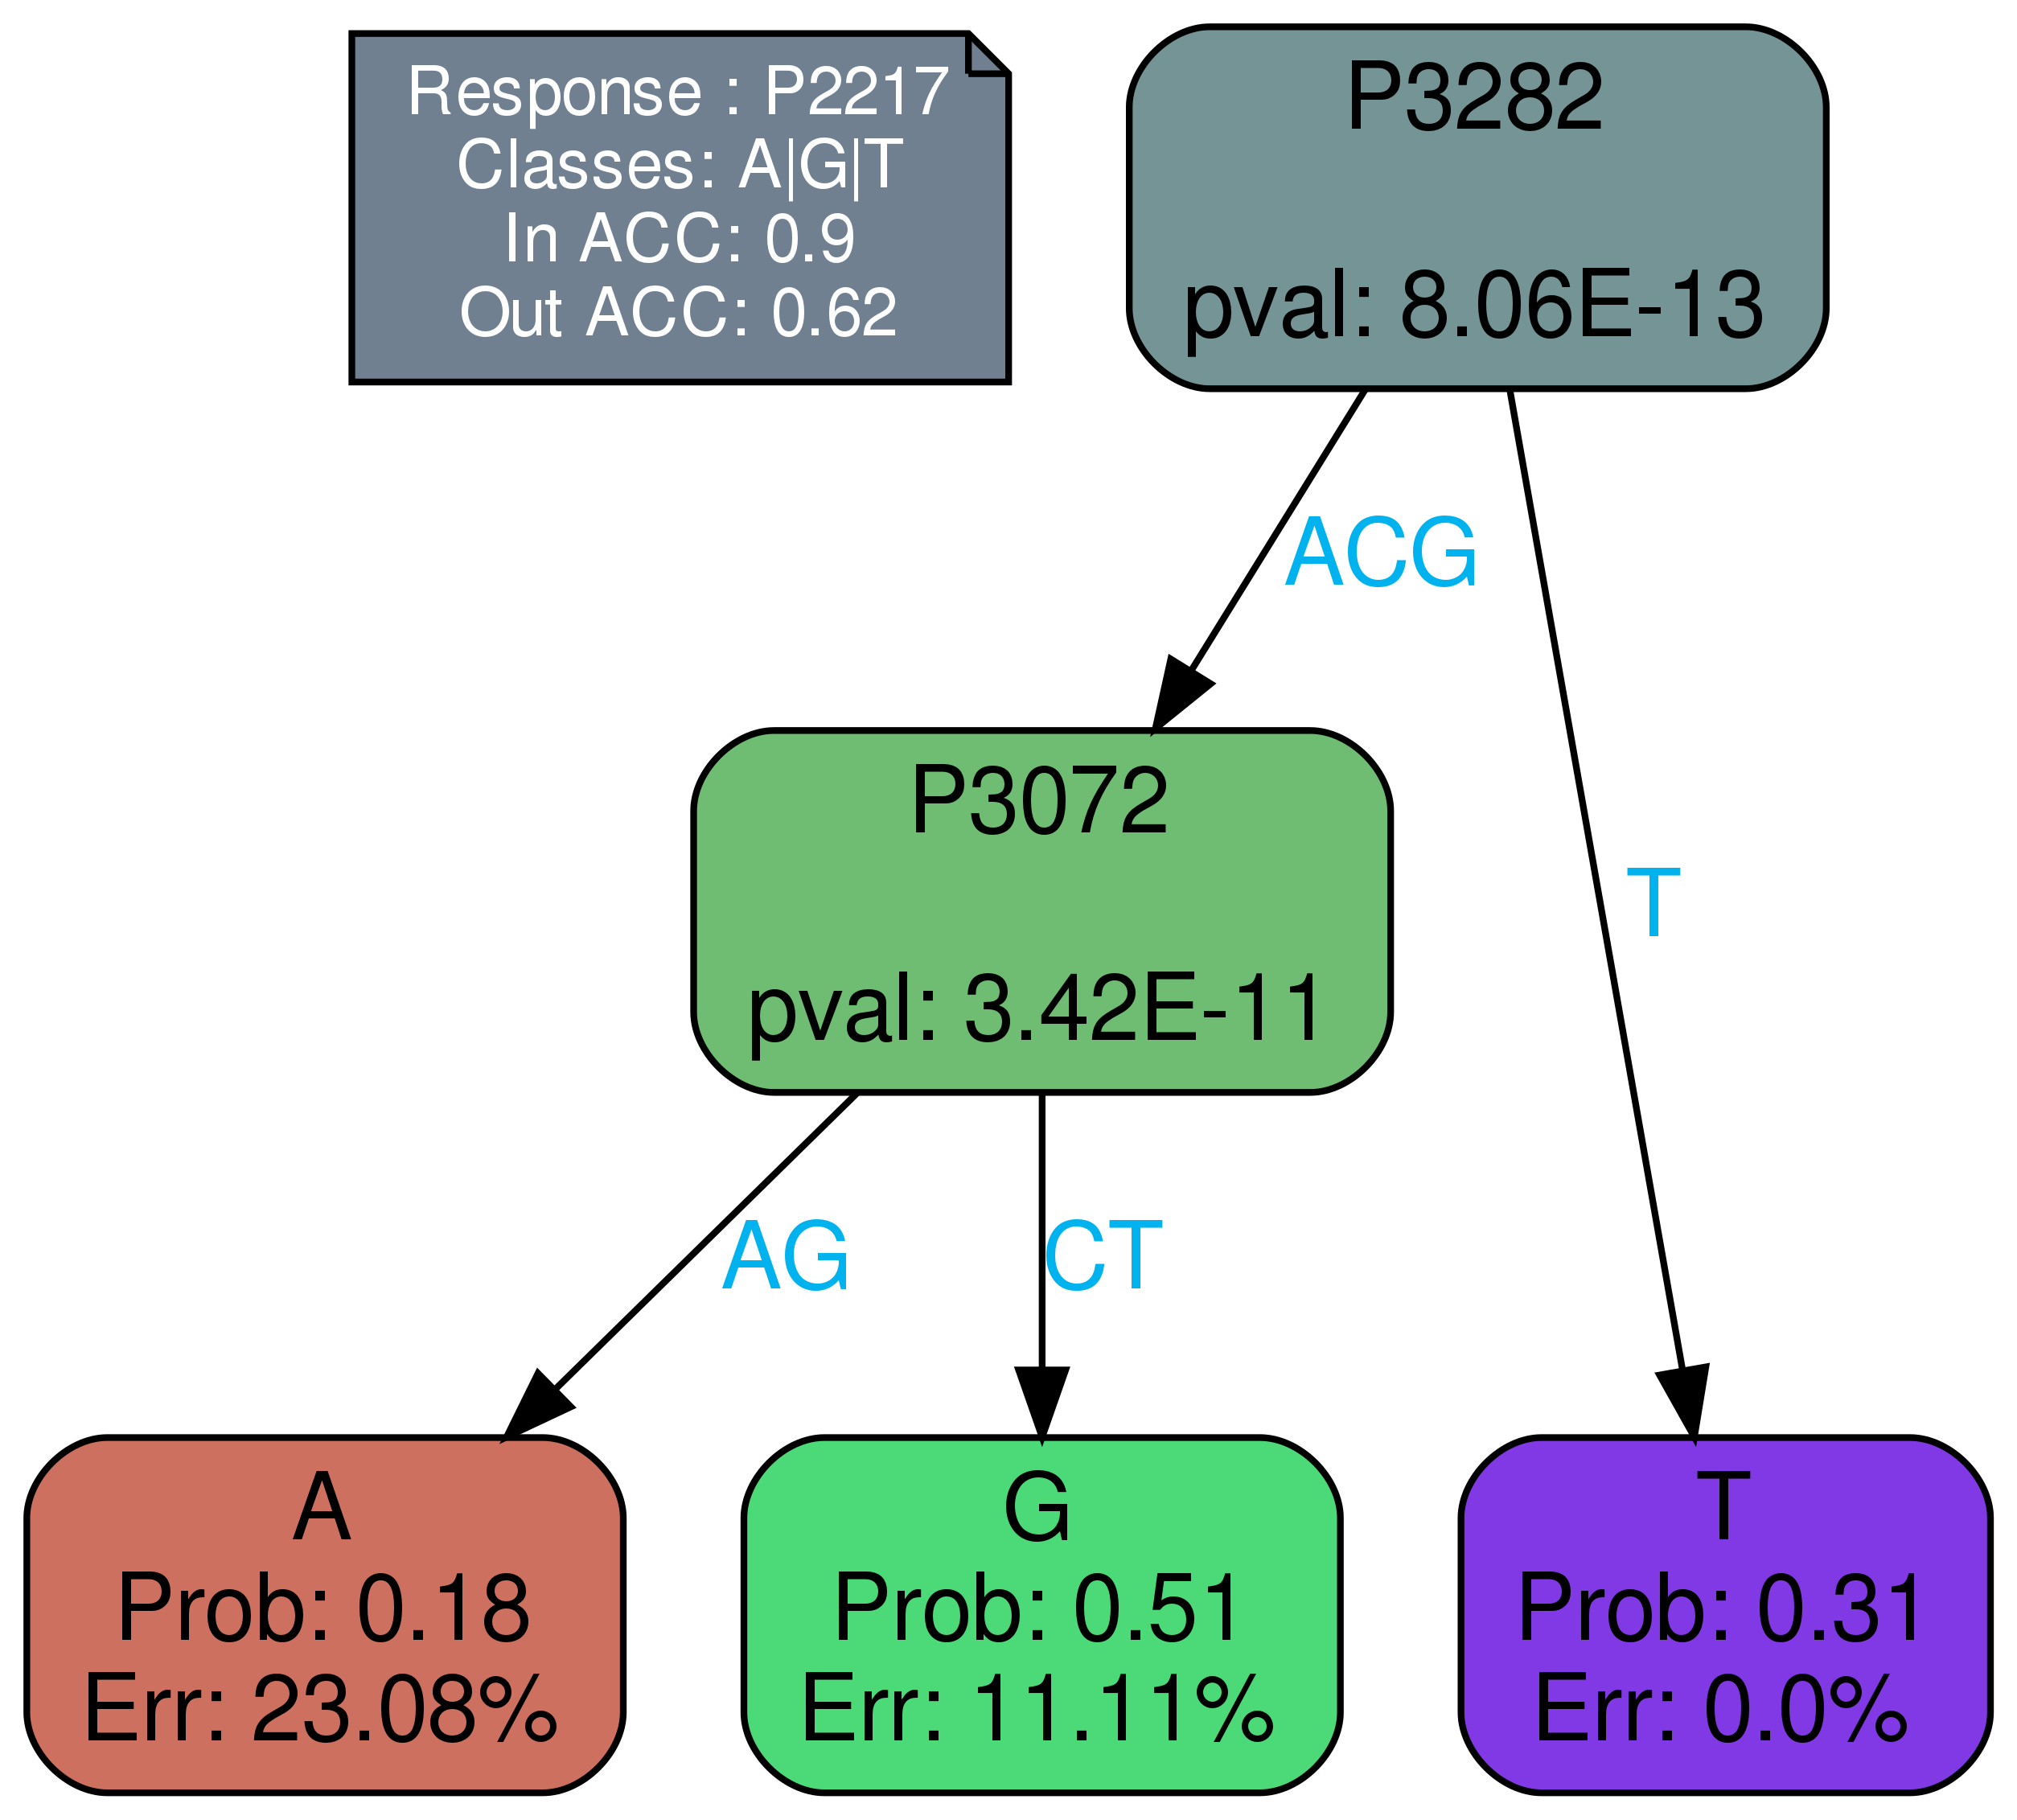 Response : P2217
Classes: A|G|T
In ACC: 0.9
Out ACC: 0.62
P3282
pval: 8.06E-13
ACG
T
P3072
pval: 3.42E-11
AG
CT
A
Prob: 0.18
Err: 23.08%
G
Prob: 0.51
Err: 11.11%
T
Prob: 0.31
Err: 0.0%